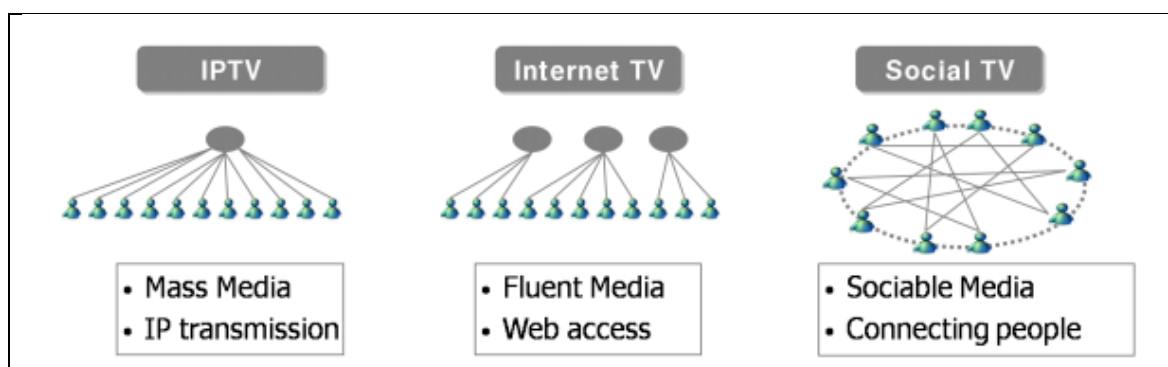 IPTV
Internet TV
Social TV
• Mass Media
• IP transmission
• Fluent Media
• Web access
• Sociable Media
• Connecting people